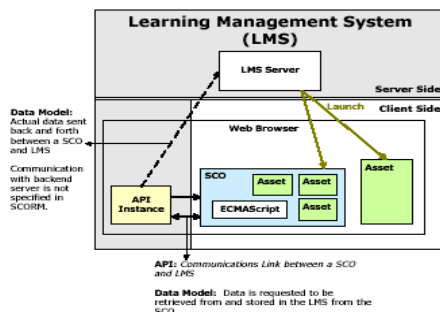 Learning Management System
(LMS)
LMS Server
Server Side
Launch
Client Side
Data Model:
Actual data sent
back and forth
between a SCO
and LMS
Communication
with backend
server is not
specified in
SCORM.
Web Browser
SCO
Asset
Asset
Asset
ECMAScript
Asset
API
Instance
API: Communications Link between a SCO
and LMS
Data Model: Data is requested to be
retrieved from and stored in the LMS from the
SCO